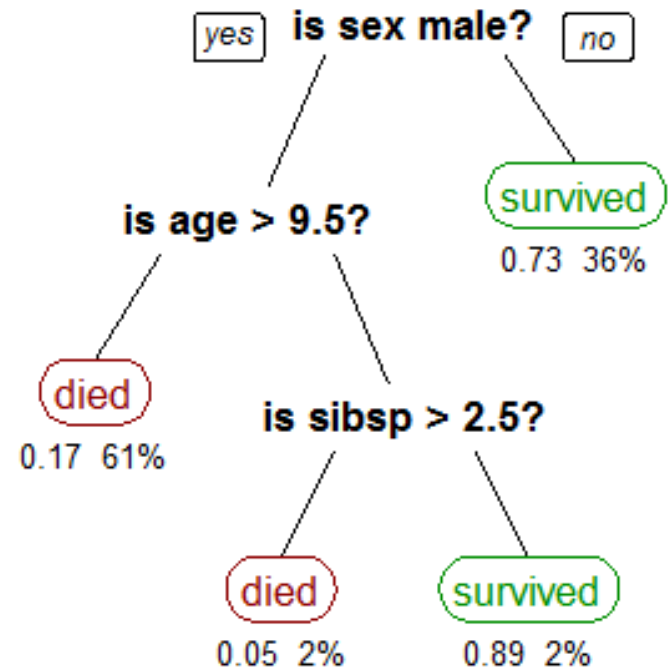 yes is sex male? no
survived
0.73 36%
is age > 9.5?
died
0.17 61%
is sibsp > 2.5?
died survived
0.05 2% 0.89 2%